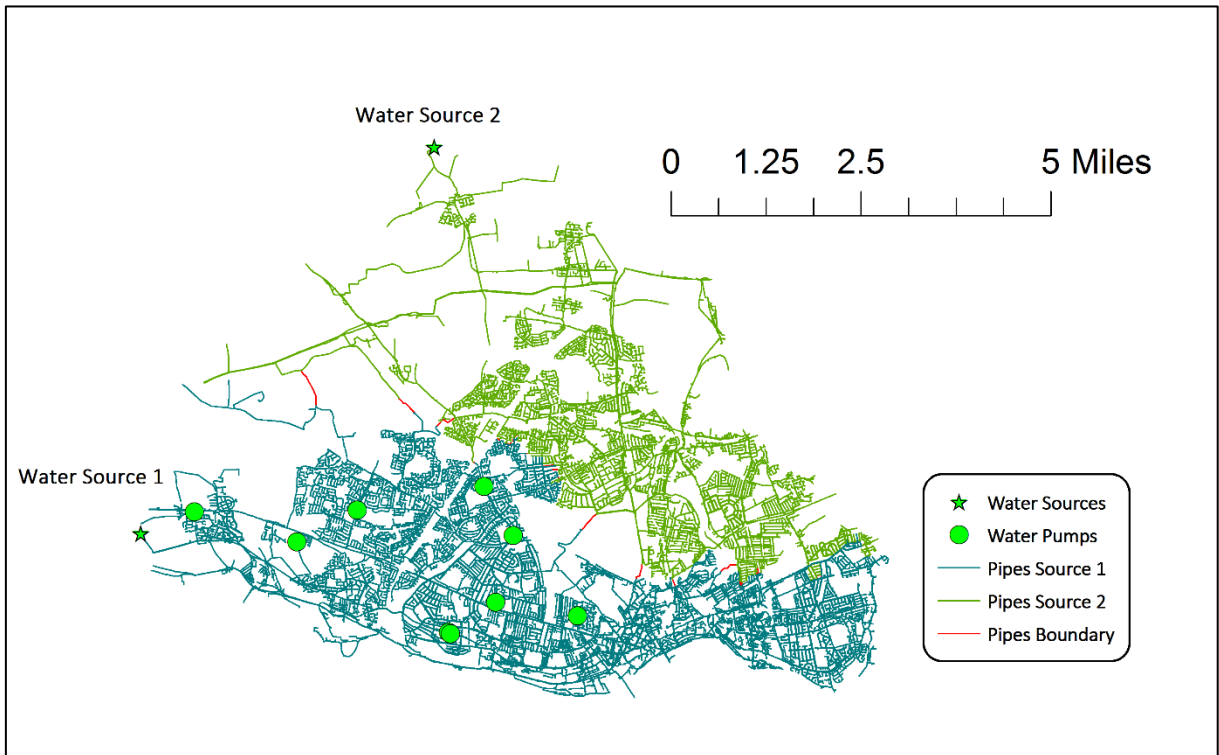 Water Source 2
0 1.25 2.5 5 Miles
Water Source 1
Water Sources
Water Pumps
Pipes Source 1
Pipes Source 2
Pipes Boundary